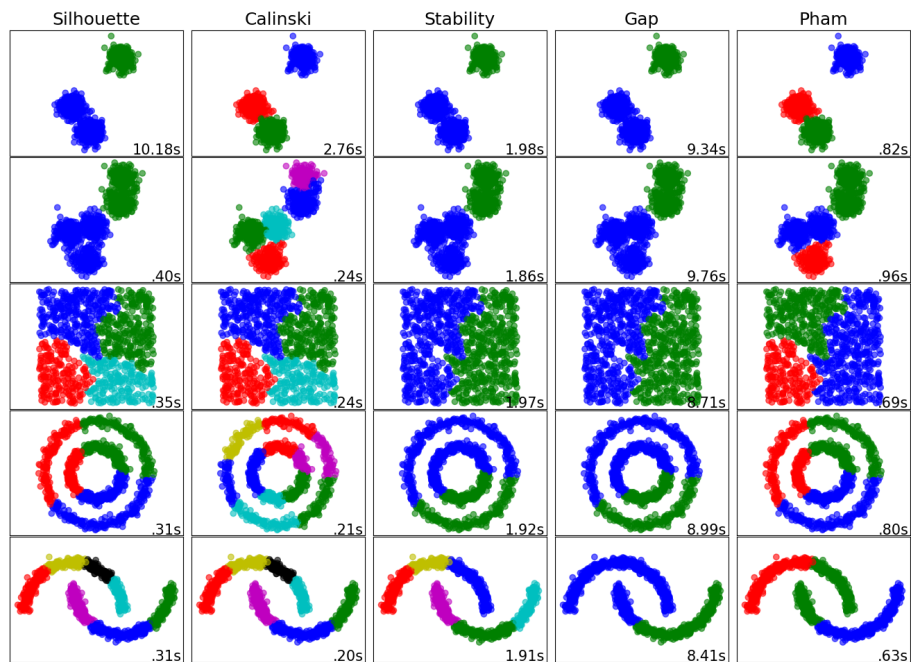 Silhouette Calinski Stability Gap Pham
10.18s 2.76s 1.98s 9.34s .82s
.40s .24s 1.86s 9.76s .96s
.35s .24s 1.97s 8.71s .69s
.31s .21s 1.92s 8.99s .80s
.31s .20s 1.91s 8.41s .63s